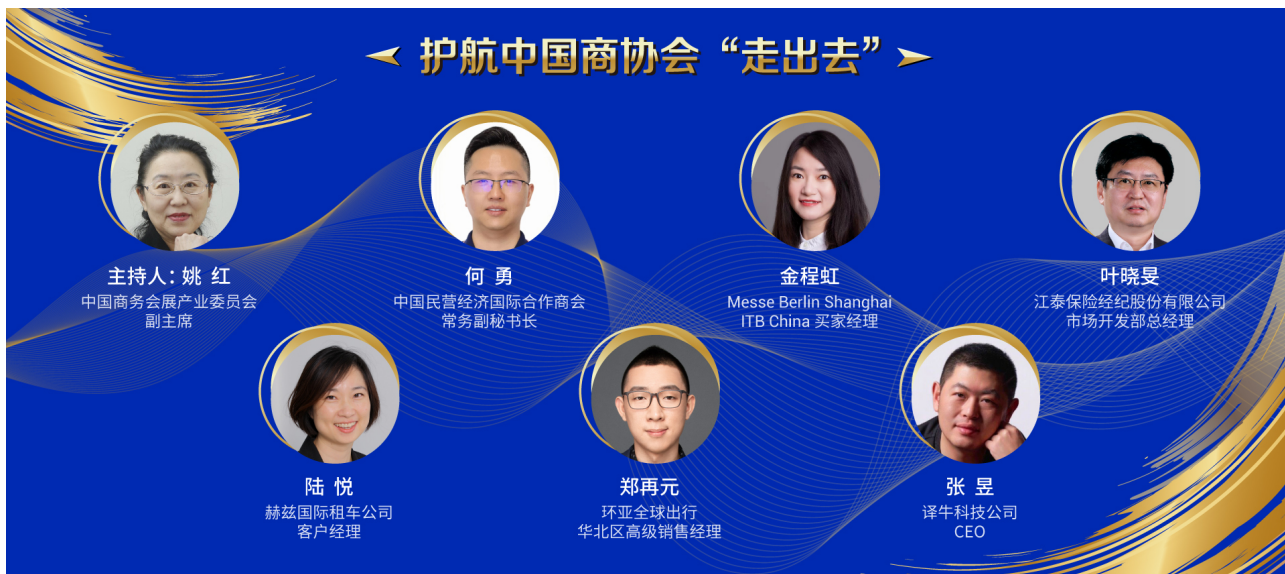 护航中国商协会“走出去”
主持人：姚 红
中国商务会展产业委员会
副主席
何 勇
中国民营经济国际合作商会
常务副秘书长
金程虹
Messe Berlin Shanghai
ITB China 买家经理
叶晓旻
江泰保险经纪股份有限公司
市场开发部总经理
陆 悦
赫兹国际租车公司
客户经理
郑再元
环亚全球出行
华北区高级销售经理
张 昱
译牛科技公司
CEO